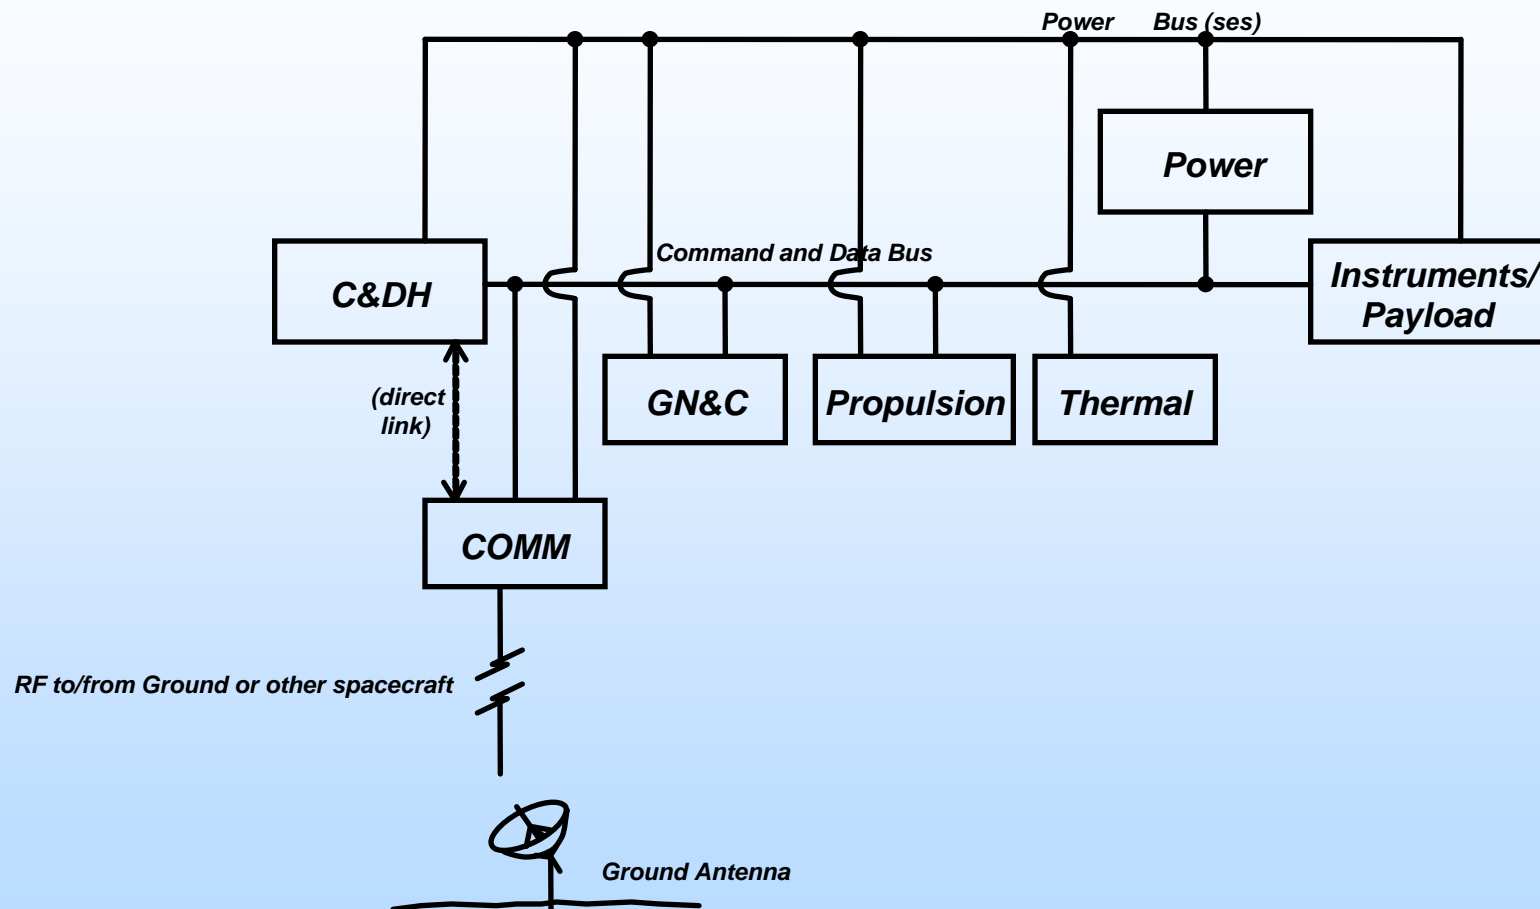 Power Bus (ses)
Power
Command and Data Bus
C&DH
Instruments/
Payload
(direct
link)
GN&C
Propulsion
Thermal
COMM
RF to/from Ground or other spacecraft
Ground Antenna